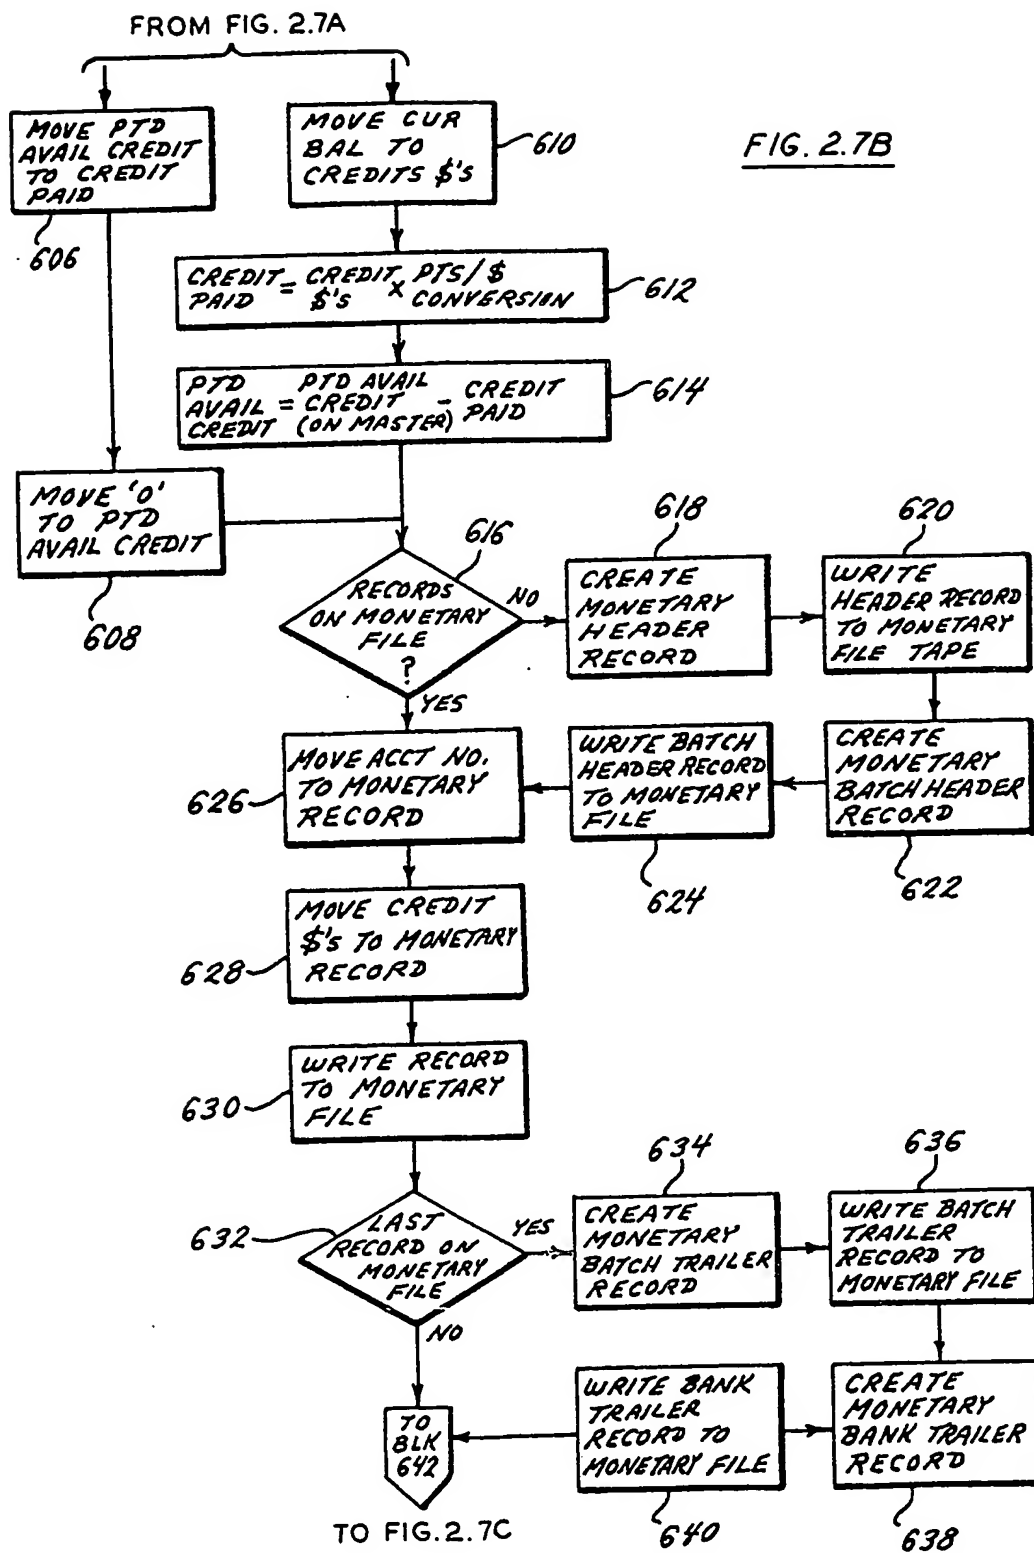 FROM FIG. 2.7A
MOVE PTD
AVAIL CREDIT
TO CREDIT
PAID
606
MOVE CUR
BAL TO
CREDITS $'s
610
FIG. 2.7B
CREDIT PAID = CREDIT $'s x PTS/$ CONVERSION
612
PTD AVAIL CREDIT = PTD AVAIL CREDIT (ON MASTER) - CREDIT PAID
614
MOVE '0'
TO PTD
AVAIL CREDIT
608
616
RECORDS
ON MONETARY
FILE
?
NO
YES
618
CREATE
MONETARY
HEADER
RECORD
620
WRITE
HEADER RECORD
TO MONETARY
FILE TAPE
CREATE
MONETARY
BATCH HEADER
RECORD
622
WRITE BATCH
HEADER RECORD
TO MONETARY
FILE
624
MOVE ACCT NO.
TO MONETARY
RECORD
626
MOVE CREDIT
$'s TO MONETARY
RECORD
628
WRITE RECORD
TO MONETARY
FILE
630
632
LAST
RECORD ON
MONETARY
FILE
YES
NO
634
CREATE
MONETARY
BATCH TRAILER
RECORD
636
WRITE BATCH
TRAILER
RECORD TO
MONETARY FILE
CREATE
MONETARY
BANK TRAILER
RECORD
638
WRITE BANK
TRAILER
RECORD TO
MONETARY FILE
640
TO
BLK
642
TO FIG. 2.7C